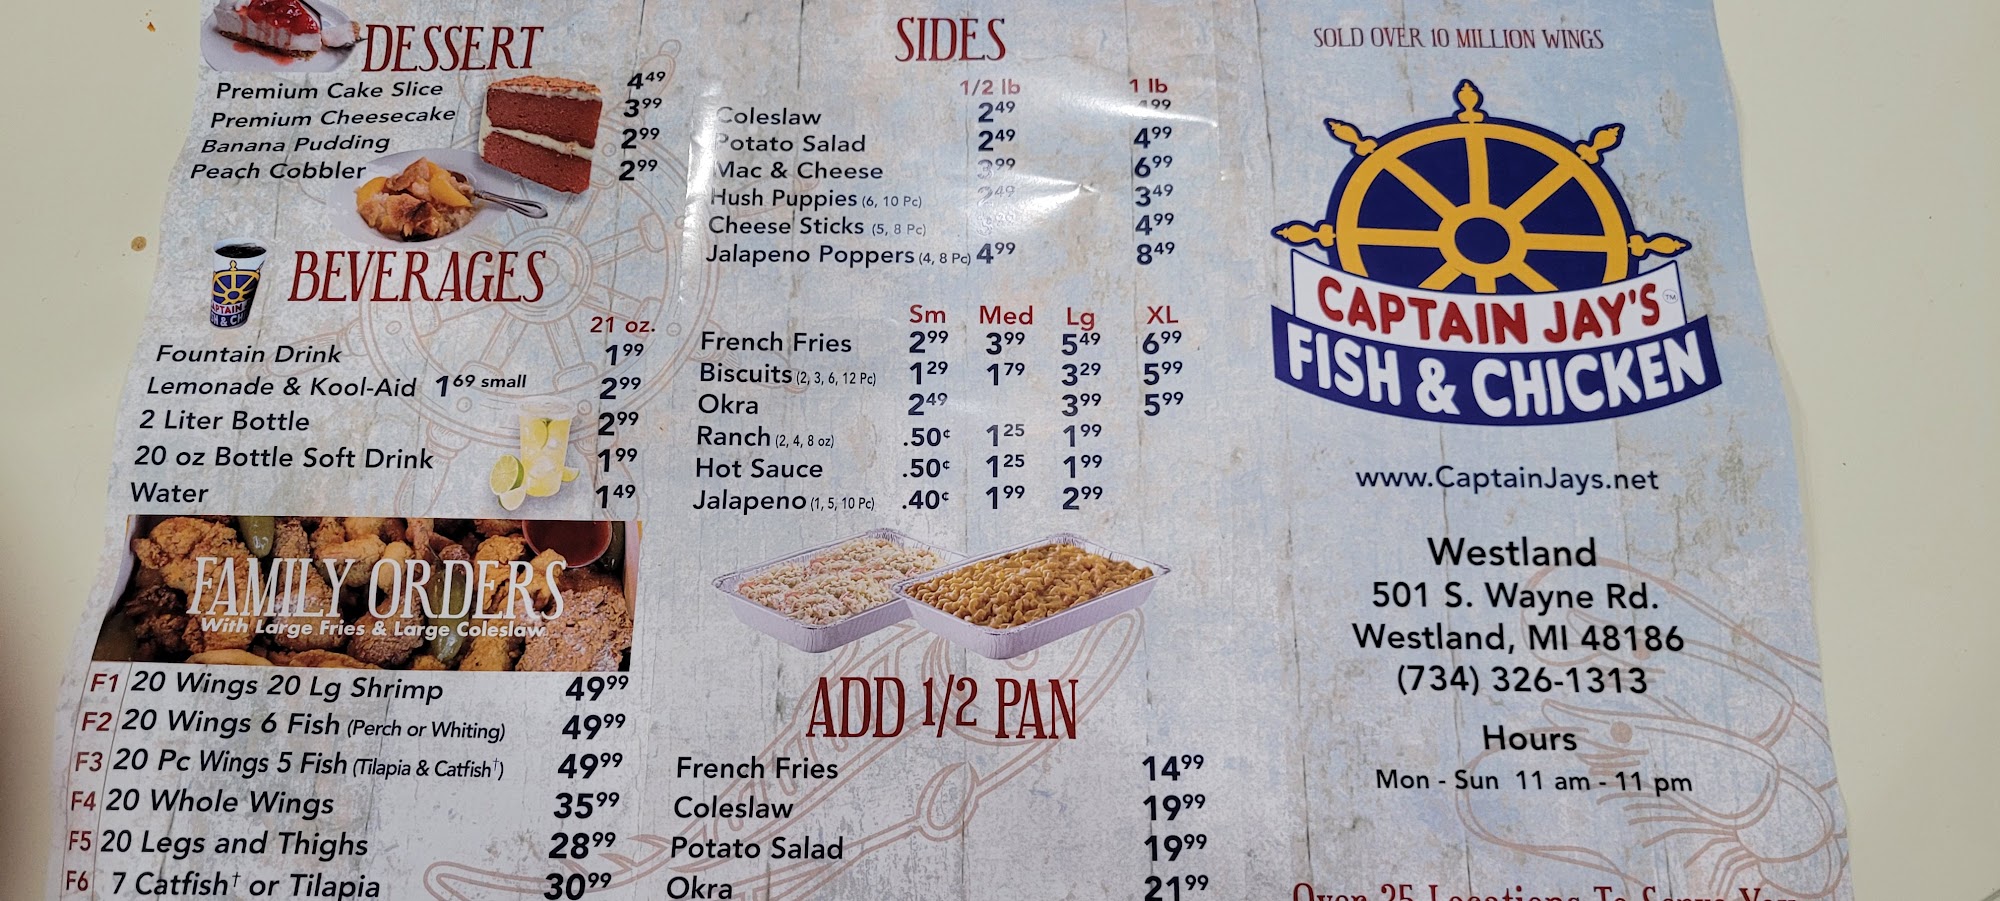 DESSERT
Premium Cake Slice 4 49
Premium Cheesecake 3 99
Banana Pudding 2 99
Peach Cobbler 2 99
BEVERAGES
21 oz.
Fountain Drink 1 99
Lemonade & Kool-Aid 1 69 small 2 99
2 Liter Bottle 2 99
20 oz Bottle Soft Drink 1 99
Water 1 49
FAMILY ORDERS
With Large Fries & Large Coleslaw
F1 20 Wings 20 Lg Shrimp 49 99
F2 20 Wings 6 Fish (Perch or Whiting) 49 99
F3 20 Pc Wings 5 Fish (Tilapia & Catfish†) 49 99
F4 20 Whole Wings 35 99
F5 20 Legs and Thighs 28 99
F6 7 Catfish† or Tilapia 30 99
SIDES
1/2 lb 1 lb
Coleslaw 2 49
Potato Salad 2 49 4 99
Mac & Cheese 3 99 6 99
Hush Puppies (6, 10 Pc) 2 49 3 49
Cheese Sticks (5, 8 Pc) 4 99
Jalapeno Poppers (4, 8 Pc) 4 99 8 49
Sm Med Lg XL
French Fries 2 99 3 99 5 49 6 99
Biscuits (2, 3, 6, 12 Pc) 1 29 1 79 3 29 5 99
Okra 2 49 3 99 5 99
Ranch (2, 4, 8 oz) .50¢ 1 25 1 99
Hot Sauce .50¢ 1 25 1 99
Jalapeno (1, 5, 10 Pc) .40¢ 1 99 2 99
ADD 1/2 PAN
French Fries 14 99
Coleslaw 19 99
Potato Salad 19 99
Okra 21 99
SOLD OVER 10 MILLION WINGS
CAPTAIN JAY'S™
FISH & CHICKEN
www.CaptainJays.net
Westland
501 S. Wayne Rd.
Westland, MI 48186
(734) 326-1313
Hours
Mon - Sun 11 am - 11 pm
Over 25 Locations To Serve You